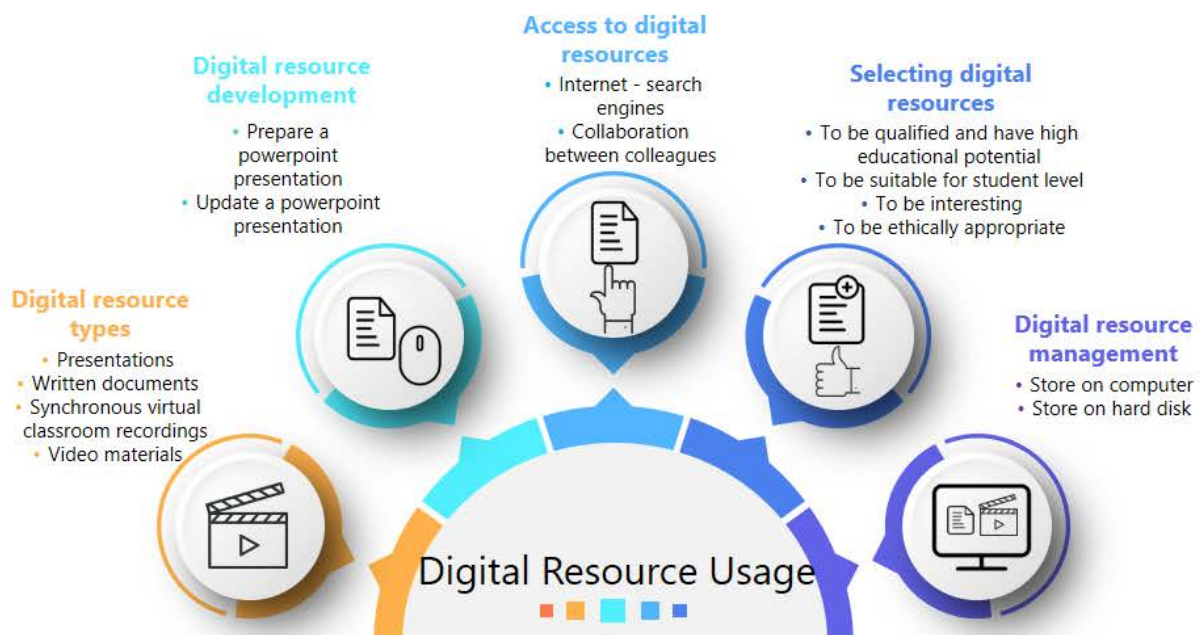 Digital resource
types
• Presentations
• Written documents
• Synchronous virtual
classroom recordings
• Video materials
Digital resource
development
• Prepare a
powerpoint
presentation
• Update a powerpoint
presentation
Access to digital
resources
• Internet - search
engines
• Collaboration
between colleagues
Selecting digital
resources
• To be qualified and have high
educational potential
• To be suitable for student level
• To be interesting
• To be ethically appropriate
Digital resource
management
• Store on computer
• Store on hard disk
Digital Resource Usage